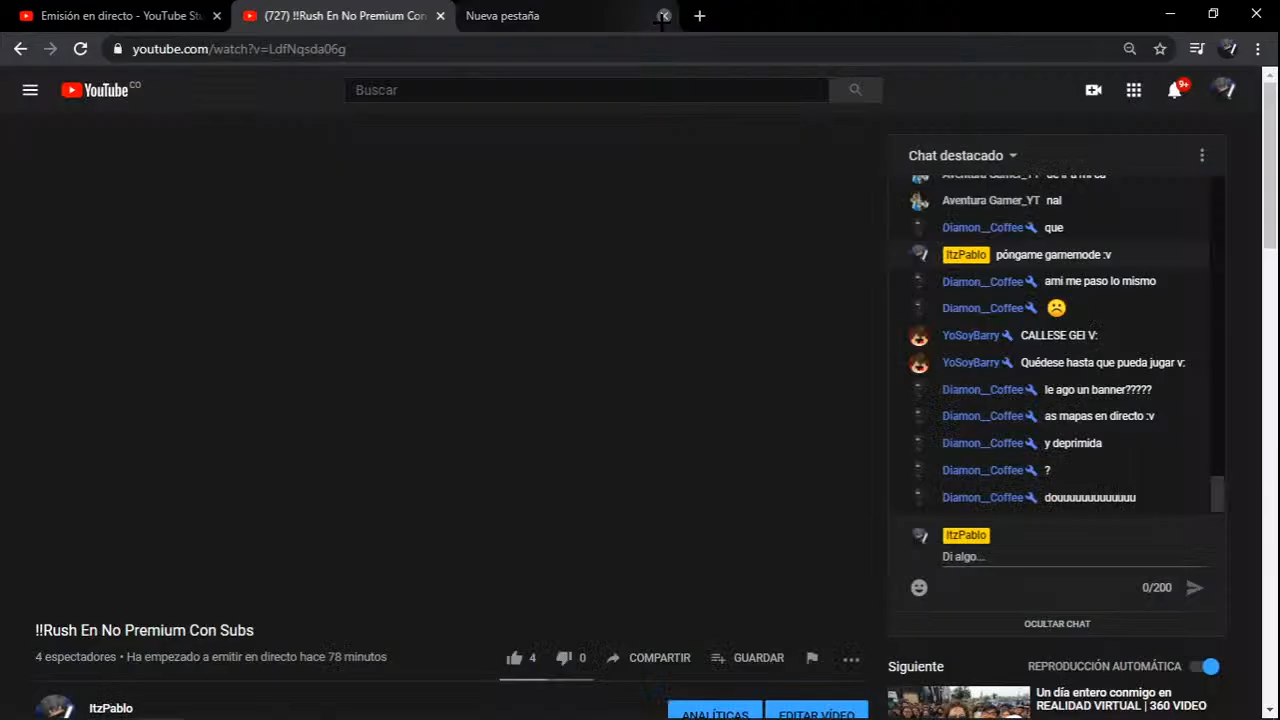 Emisión en directo - YouTube Stu
(727) !!Rush En No Premium Con
Nueva pestaña
youtube.com/watch?v=LdfNqsda06g
YouTube CO
Buscar
9+
Chat destacado
Aventura Gamer_YT
Aventura Gamer_YT nal
Diamon__Coffee que
ItzPablo póngame gamemode :v
Diamon__Coffee ami me paso lo mismo
Diamon__Coffee
YoSoyBarry CALLESE GEI V:
YoSoyBarry Quédese hasta que pueda jugar v:
Diamon__Coffee le ago un banner?????
Diamon__Coffee as mapas en directo :v
Diamon__Coffee y deprimida
Diamon__Coffee ?
Diamon__Coffee douuuuuuuuuuuu
ItzPablo
Di algo...
0/200
OCULTAR CHAT
!!Rush En No Premium Con Subs
4 espectadores • Ha empezado a emitir en directo hace 78 minutos
4
0
COMPARTIR
GUARDAR
Siguiente
REPRODUCCIÓN AUTOMÁTICA
Un día entero conmigo en
REALIDAD VIRTUAL | 360 VIDEO
ItzPablo
ANALÍTICAS
EDITAR VÍDEO